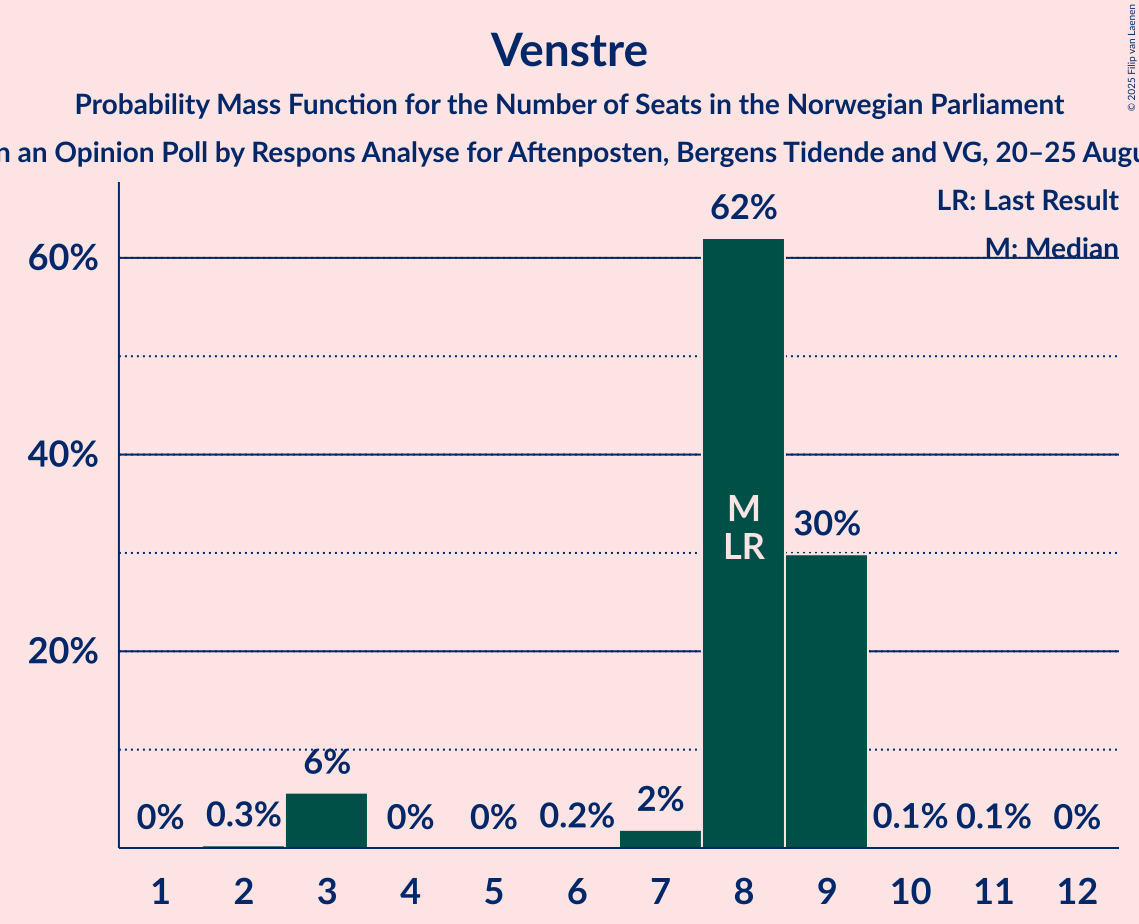 Venstre
Probability Mass Function for the Number of Seats in the Norwegian Parliament
an Opinion Poll by Respons Analyse for Aftenposten, Bergens Tidende and VG, 20–25
© 2025 Filip van Laenen
LR: Last Result
M: Median
60%
40%
20%
0%
0.3%
6%
0%
0%
0.2%
2%
62%
30%
0.1%
0.1%
0%
M
LR
1 2 3 4 5 6 7 8 9 10 11 12